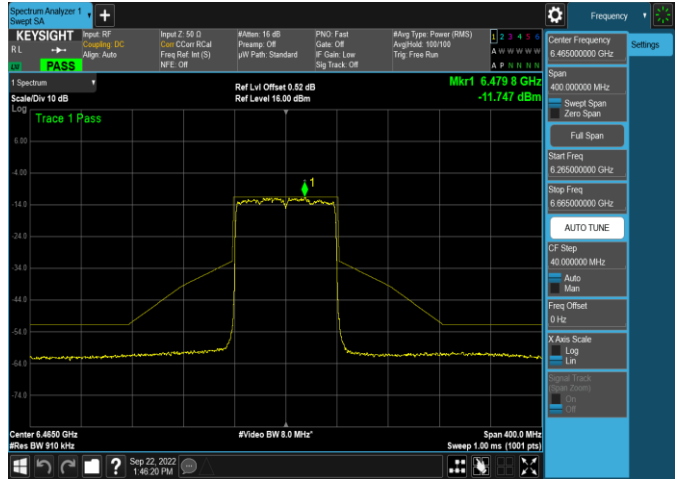 Spectrum Analyzer 1
Swept SA
KEYSIGHT
RL
PASS
Input: RF
Coupling: DC
Align: Auto
Input Z: 50 Ω
Corr CCorr RCal
Freq Ref: Int (S)
NFE: Off
#Atten: 16 dB
Preamp: Off
µW Path: Standard
PNO: Fast
Gate: Off
IF Gain: Low
Sig Track: Off
#Avg Type: Power (RMS)
Avg|Hold: 100/100
Trig: Free Run
1 2 3 4 5 6
A W W W W W
A P N N N N
1 Spectrum
Scale/Div 10 dB
Log
Ref Lvl Offset 0.52 dB
Ref Level 16.00 dBm
Mkr1 6.479 8 GHz
-11.747 dBm
Trace 1 Pass
1
6.00
-4.00
-14.0
-24.0
-34.0
-44.0
-54.0
-64.0
-74.0
Center 6.4650 GHz
#Res BW 910 kHz
#Video BW 8.0 MHz*
Span 400.0 MHz
Sweep 1.00 ms (1001 pts)
Sep 22, 2022
1:46:20 PM
Frequency
Settings
Center Frequency
6.465000000 GHz
Span
400.000000 MHz
Swept Span
Zero Span
Full Span
Start Freq
6.265000000 GHz
Stop Freq
6.665000000 GHz
AUTO TUNE
CF Step
40.000000 MHz
Auto
Man
Freq Offset
0 Hz
X Axis Scale
Log
Lin
Signal Track
(Span Zoom)
On
Off